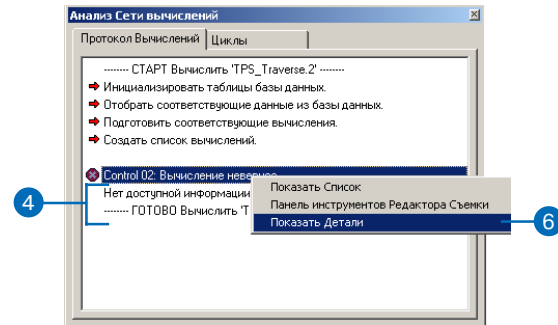 Анализ Сети вычислений
Протокол Вычислений
Циклы
-------- СТАРТ Вычислить 'TPS_Traverse.2' --------
Инициализировать таблицы базы данных.
Отобрать соответствующие данные из базы данных.
Подготовить соответствующие вычисления.
Создать список вычислений.
Control 02: Вычисление неверное
Нет доступной информации
-------- ГОТОВО Вычислить 'T
Показать Список
Панель инструментов Редактора Съемки
Показать Детали
4
6